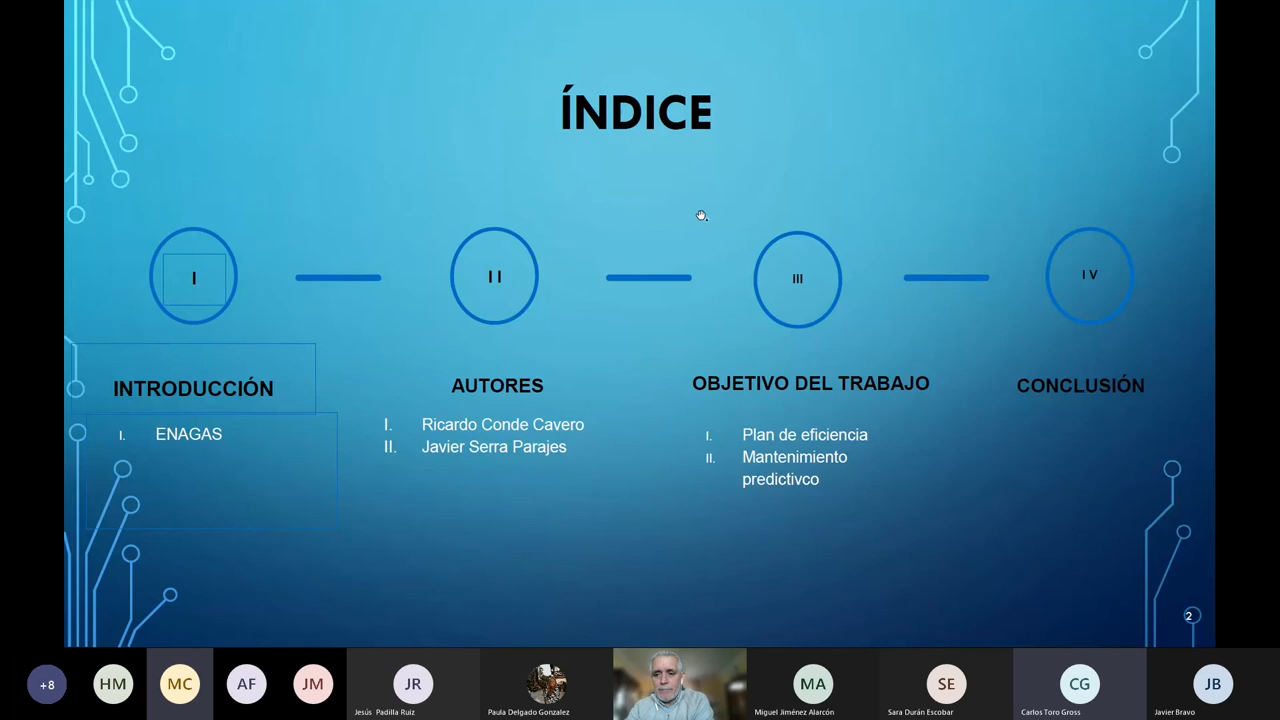 ÍNDICE
I
I I
III
I V
INTRODUCCIÓN
I. ENAGAS
AUTORES
I. Ricardo Conde Cavero
II. Javier Serra Parajes
OBJETIVO DEL TRABAJO
I. Plan de eficiencia
II. Mantenimiento
predictivco
CONCLUSIÓN
2
+8
HM
MC
AF
JM
JR
Jesús Padilla Ruiz
Paula Delgado Gonzalez
MA
Miguel Jiménez Alarcón
SE
Sara Durán Escobar
CG
Carlos Toro Gross
JB
Javier Bravo